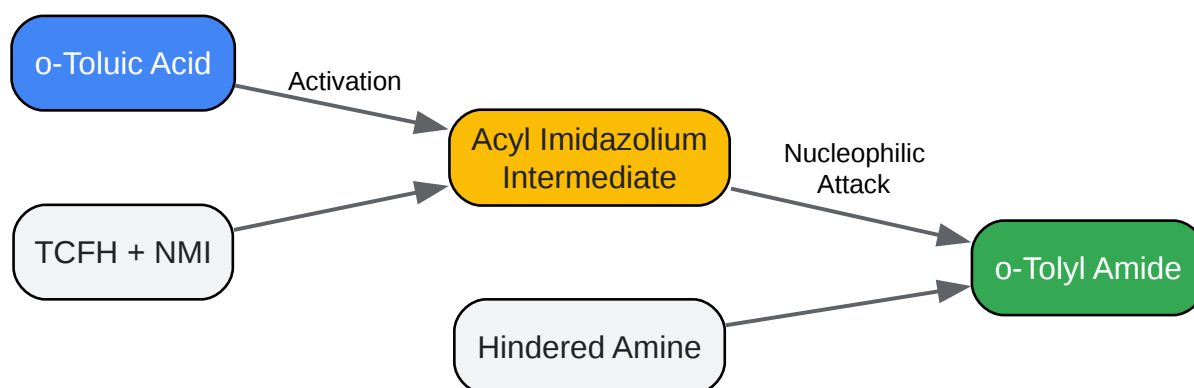 o-Toluic Acid
Activation
Acyl Imidazolium
Intermediate
Nucleophilic
Attack
TCFH + NMI
o-Tolyl Amide
Hindered Amine